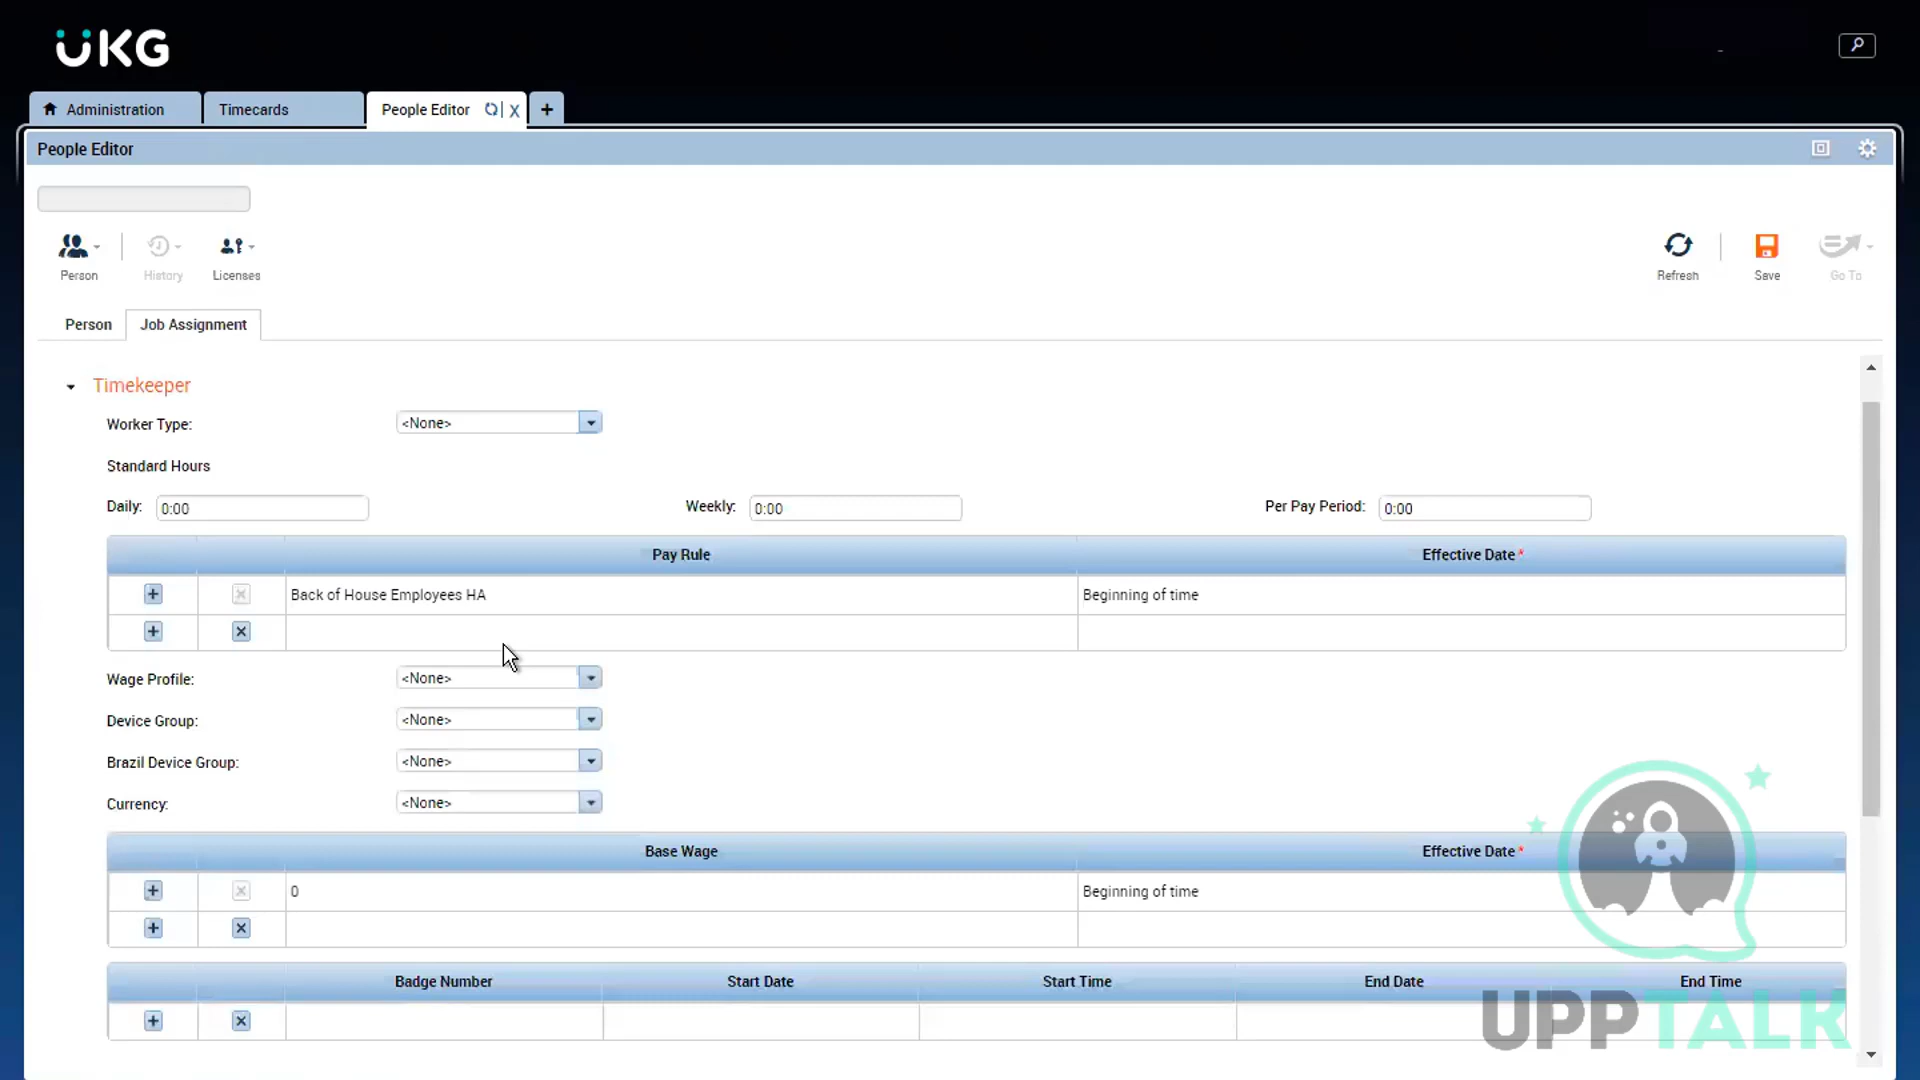 UKG
Administration
Timecards
People Editor
X
+
People Editor
Person
History
Licenses
Refresh
Save
Go To
Person
Job Assignment
Timekeeper
Worker Type:
<None>
Standard Hours
Daily:
0:00
Weekly:
0:00
Per Pay Period:
0:00
Pay Rule
Effective Date*
Back of House Employees HA
Beginning of time
Wage Profile:
<None>
Device Group:
<None>
Brazil Device Group:
<None>
Currency:
<None>
Base Wage
Effective Date*
0
Beginning of time
Badge Number
Start Date
Start Time
End Date
End Time
UPPTALK